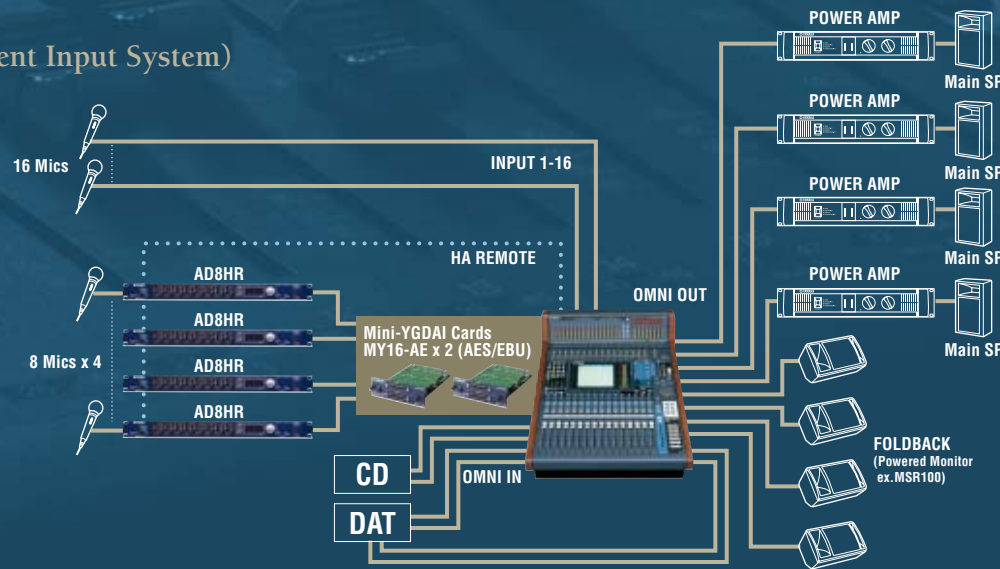 ent Input System)
16 Mics
INPUT 1-16
HA REMOTE
AD8HR
AD8HR
AD8HR
AD8HR
8 Mics x 4
Mini-YGDAI Cards
MY16-AE x 2 (AES/EBU)
OMNI OUT
CD
DAT
OMNI IN
POWER AMP
Main SP
POWER AMP
Main SP
POWER AMP
Main SP
POWER AMP
Main SP
FOLDBACK
(Powered Monitor
ex.MSR100)